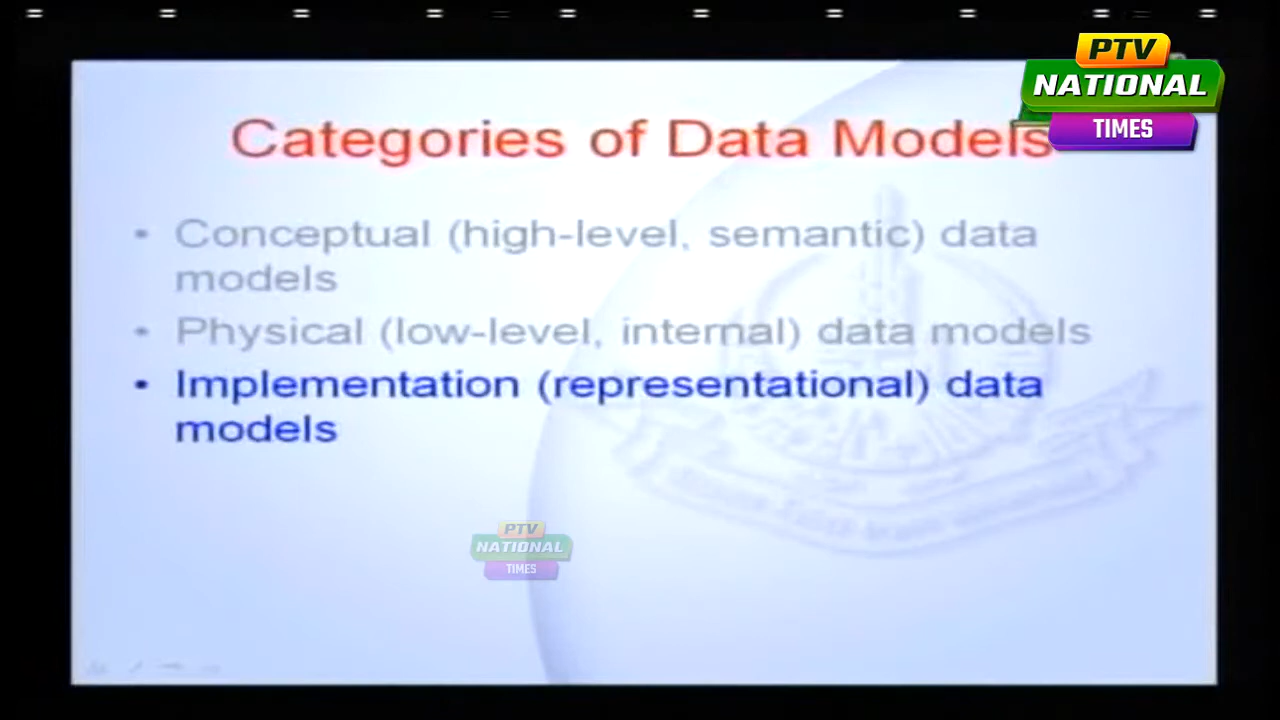 PTV
NATIONAL
TIMES
Categories of Data Models
• Conceptual (high-level, semantic) data
models
• Physical (low-level, internal) data models
• Implementation (representational) data
models
PTV
NATIONAL
TIMES